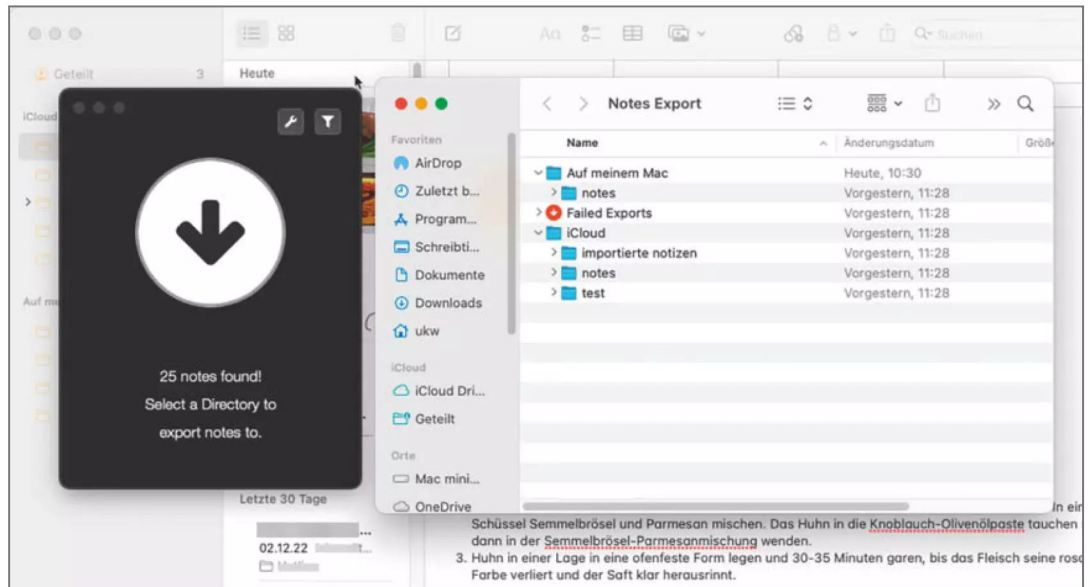 Suchen
Geteilt 3
Heute
iCloud
Auf me
25 notes found!
Select a Directory to
export notes to.
Notes Export
Favoriten
AirDrop
Zuletzt b...
Program...
Schreibti...
Dokumente
Downloads
ukw
iCloud
iCloud Dri...
Geteilt
Orte
Mac mini...
OneDrive
Name Änderungsdatum Größe
Auf meinem Mac Heute, 10:30
notes Vorgestern, 11:28
Failed Exports Vorgestern, 11:28
iCloud Vorgestern, 11:28
importierte notizen Vorgestern, 11:28
notes Vorgestern, 11:28
test Vorgestern, 11:28
Letzte 30 Tage
...
02.12.22
In ein
Schüssel Semmelbrösel und Parmesan mischen. Das Huhn in die Knoblauch-Olivenölpaste tauchen
dann in der Semmelbrösel-Parmesanmischung wenden.
3. Huhn in einer Lage in eine ofenfeste Form legen und 30-35 Minuten garen, bis das Fleisch seine rosa
Farbe verliert und der Saft klar herausrinnt.